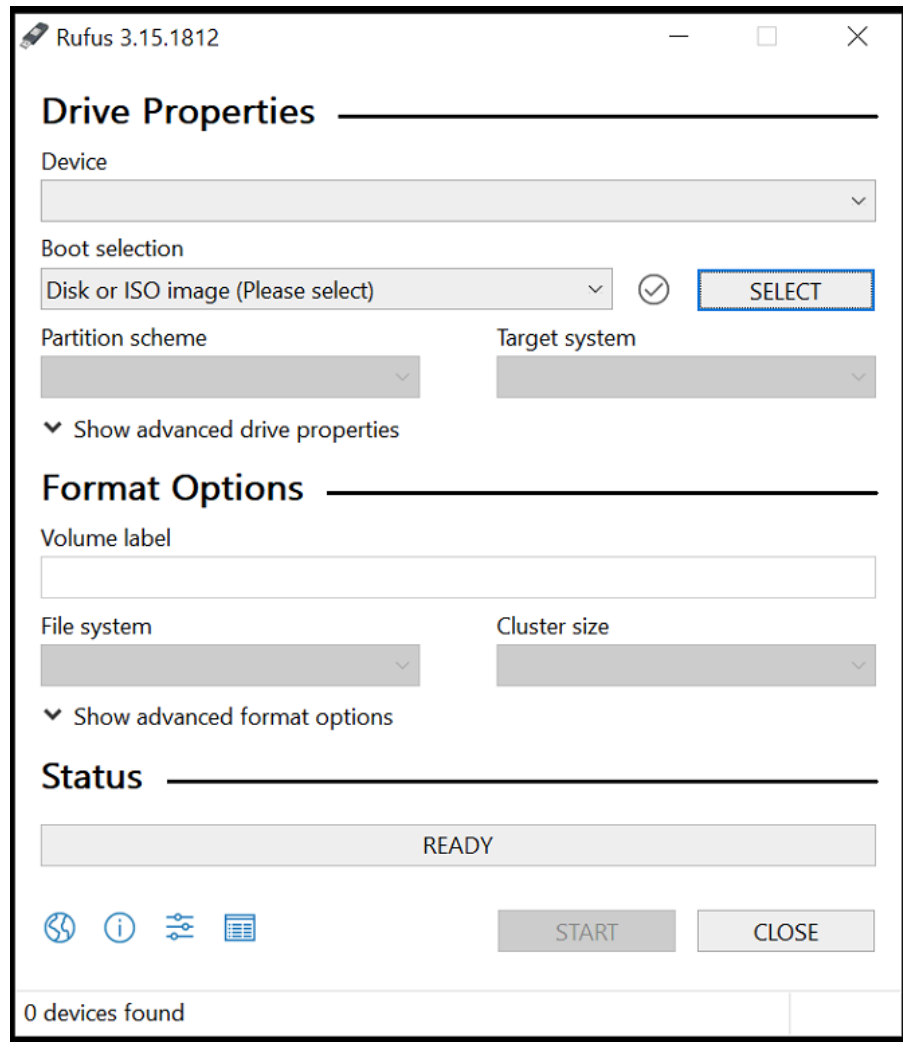 Rufus 3.15.1812
Drive Properties
Device
Boot selection
Disk or ISO image (Please select)
SELECT
Partition scheme
Target system
Show advanced drive properties
Format Options
Volume label
File system
Cluster size
Show advanced format options
Status
READY
START
CLOSE
0 devices found